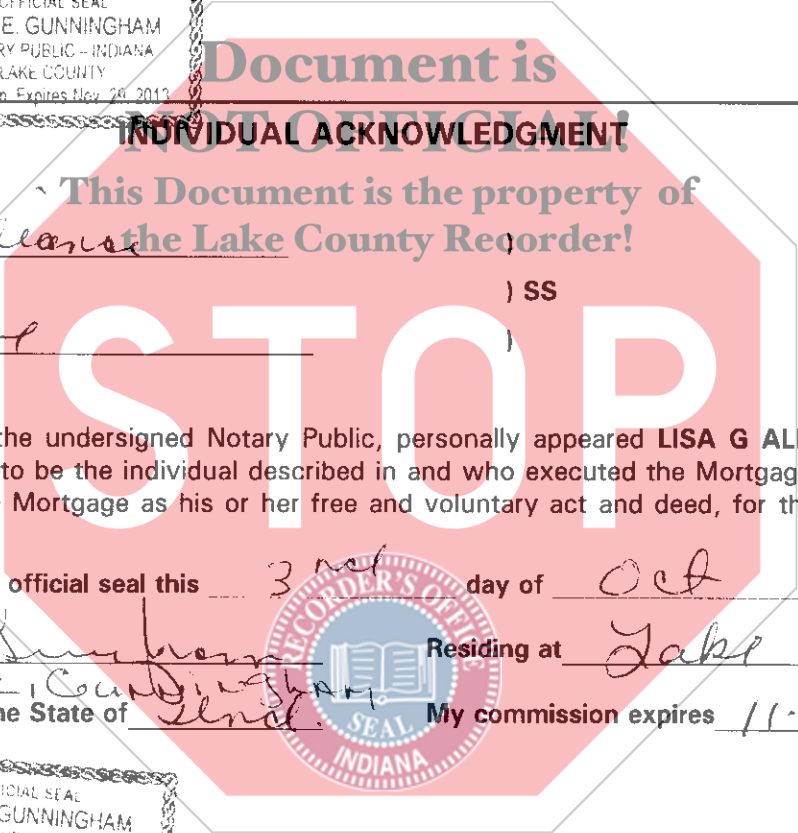 OFFICIAL SEAL
E. GUNNINGHAM
RY PUBLIC - INDIANA
LAKE COUNTY
Expires Nov. 29, 2013
Document is
NOT OFFICIAL!
INDIVIDUAL ACKNOWLEDGMENT
This Document is the property of
the Lake County Recorder!
)
) SS
)
STOP
the undersigned Notary Public, personally appeared LISA G AL
to be the individual described in and who executed the Mortgag
Mortgage as his or her free and voluntary act and deed, for th
official seal this 3rd day of Oct
Residing at Lake
he State of Ind. My commission expires 11-
RECORDER'S OFFICE
SEAL
INDIANA
ICIAL SEAL
GUNNINGHAM